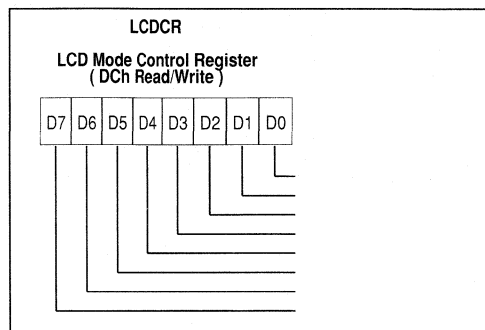 LCDCR
LCD Mode Control Register
( DCh Read/Write )
D7 D6 D5 D4 D3 D2 D1 D0